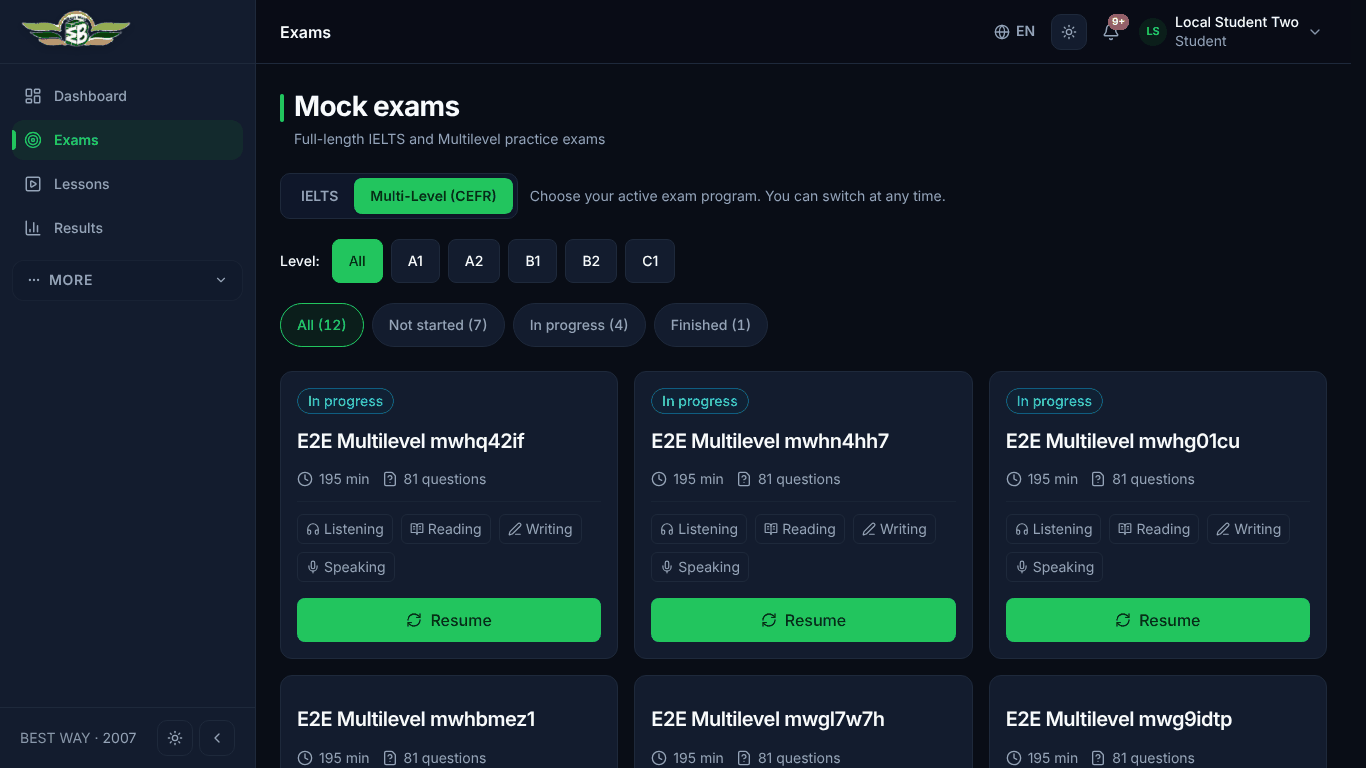 Exams
EN
9+
LS
Local Student Two
Student
Dashboard
Exams
Lessons
Results
MORE
Mock exams
Full-length IELTS and Multilevel practice exams
IELTS
Multi-Level (CEFR)
Choose your active exam program. You can switch at any time.
Level:
All
A1
A2
B1
B2
C1
All (12)
Not started (7)
In progress (4)
Finished (1)
In progress
E2E Multilevel mwhq42if
195 min
81 questions
Listening
Reading
Writing
Speaking
Resume
In progress
E2E Multilevel mwhn4hh7
195 min
81 questions
Listening
Reading
Writing
Speaking
Resume
In progress
E2E Multilevel mwhg01cu
195 min
81 questions
Listening
Reading
Writing
Speaking
Resume
E2E Multilevel mwhbmez1
195 min
81 questions
E2E Multilevel mwgl7w7h
195 min
81 questions
E2E Multilevel mwg9idtp
195 min
81 questions
BEST WAY · 2007